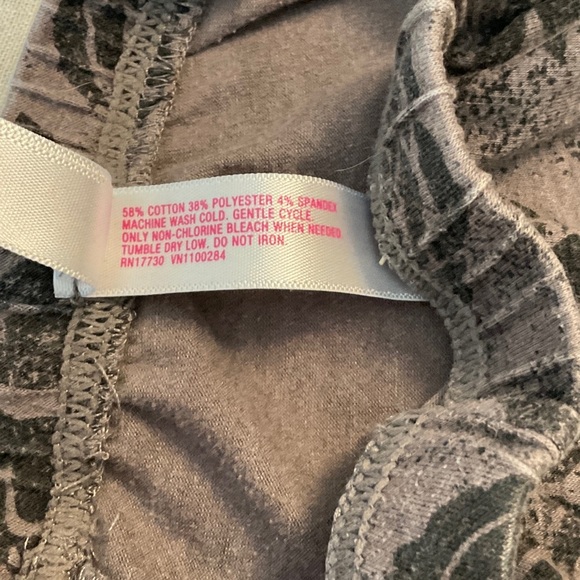 58% COTTON 38% POLYESTER 4% SPANDEX
MACHINE WASH COLD. GENTLE CYCLE.
ONLY NON-CHLORINE BLEACH WHEN NEEDED
TUMBLE DRY LOW. DO NOT IRON.
RN17730 VN1100284